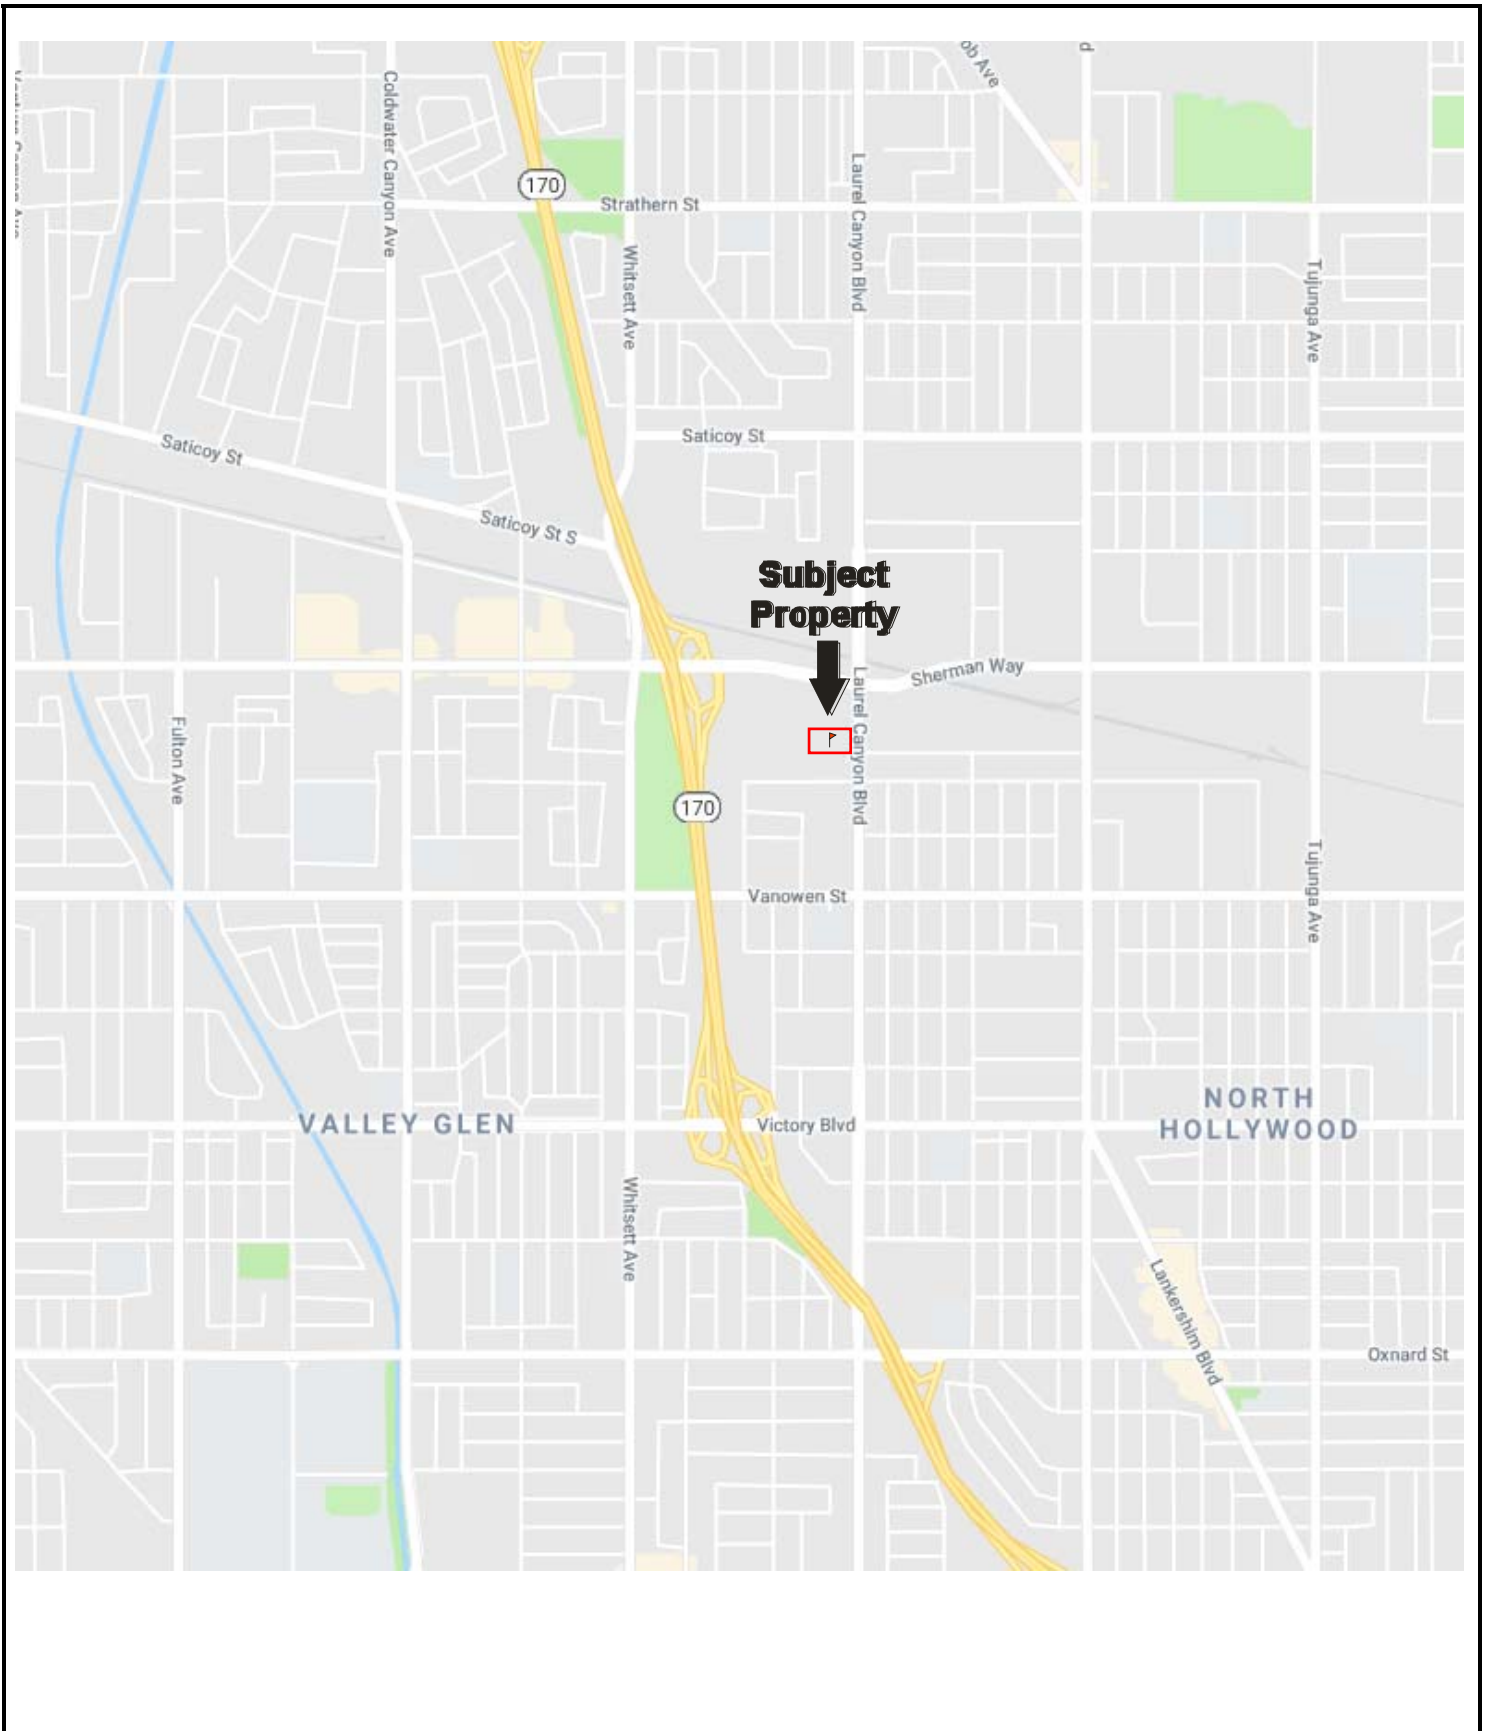 Coldwater Canyon Ave
170
Strathern St
Laurel Canyon Blvd
Whitsett Ave
Tujunga Ave
Saticoy St
Saticoy St
Saticoy St S
Subject
Property
Sherman Way
Laurel Canyon Blvd
Fulton Ave
170
Vanowen St
Tujunga Ave
NORTH
HOLLYWOOD
VALLEY GLEN
Victory Blvd
Whitsett Ave
Lankershim Blvd
Oxnard St